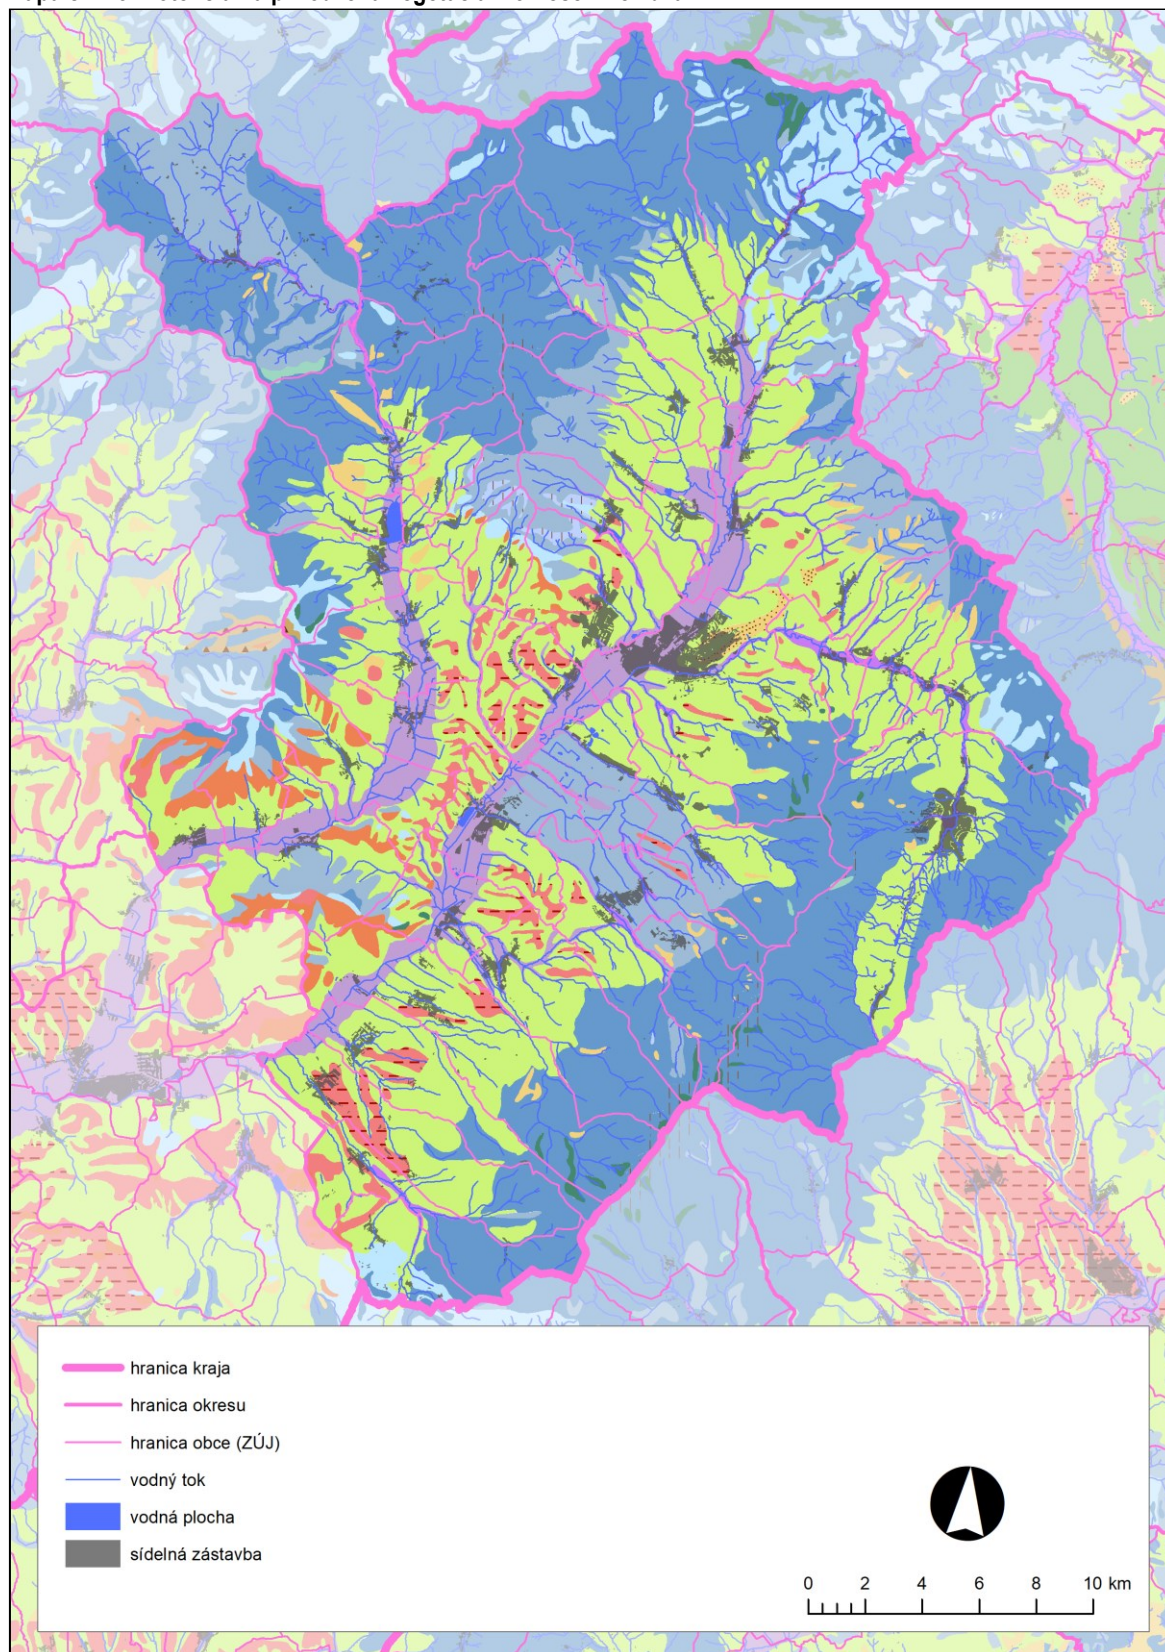 hranica kraja
hranica okresu
hranica obce (ZÚJ)
vodný tok
vodná plocha
sídelná zástavba
0 2 4 6 8 10 km